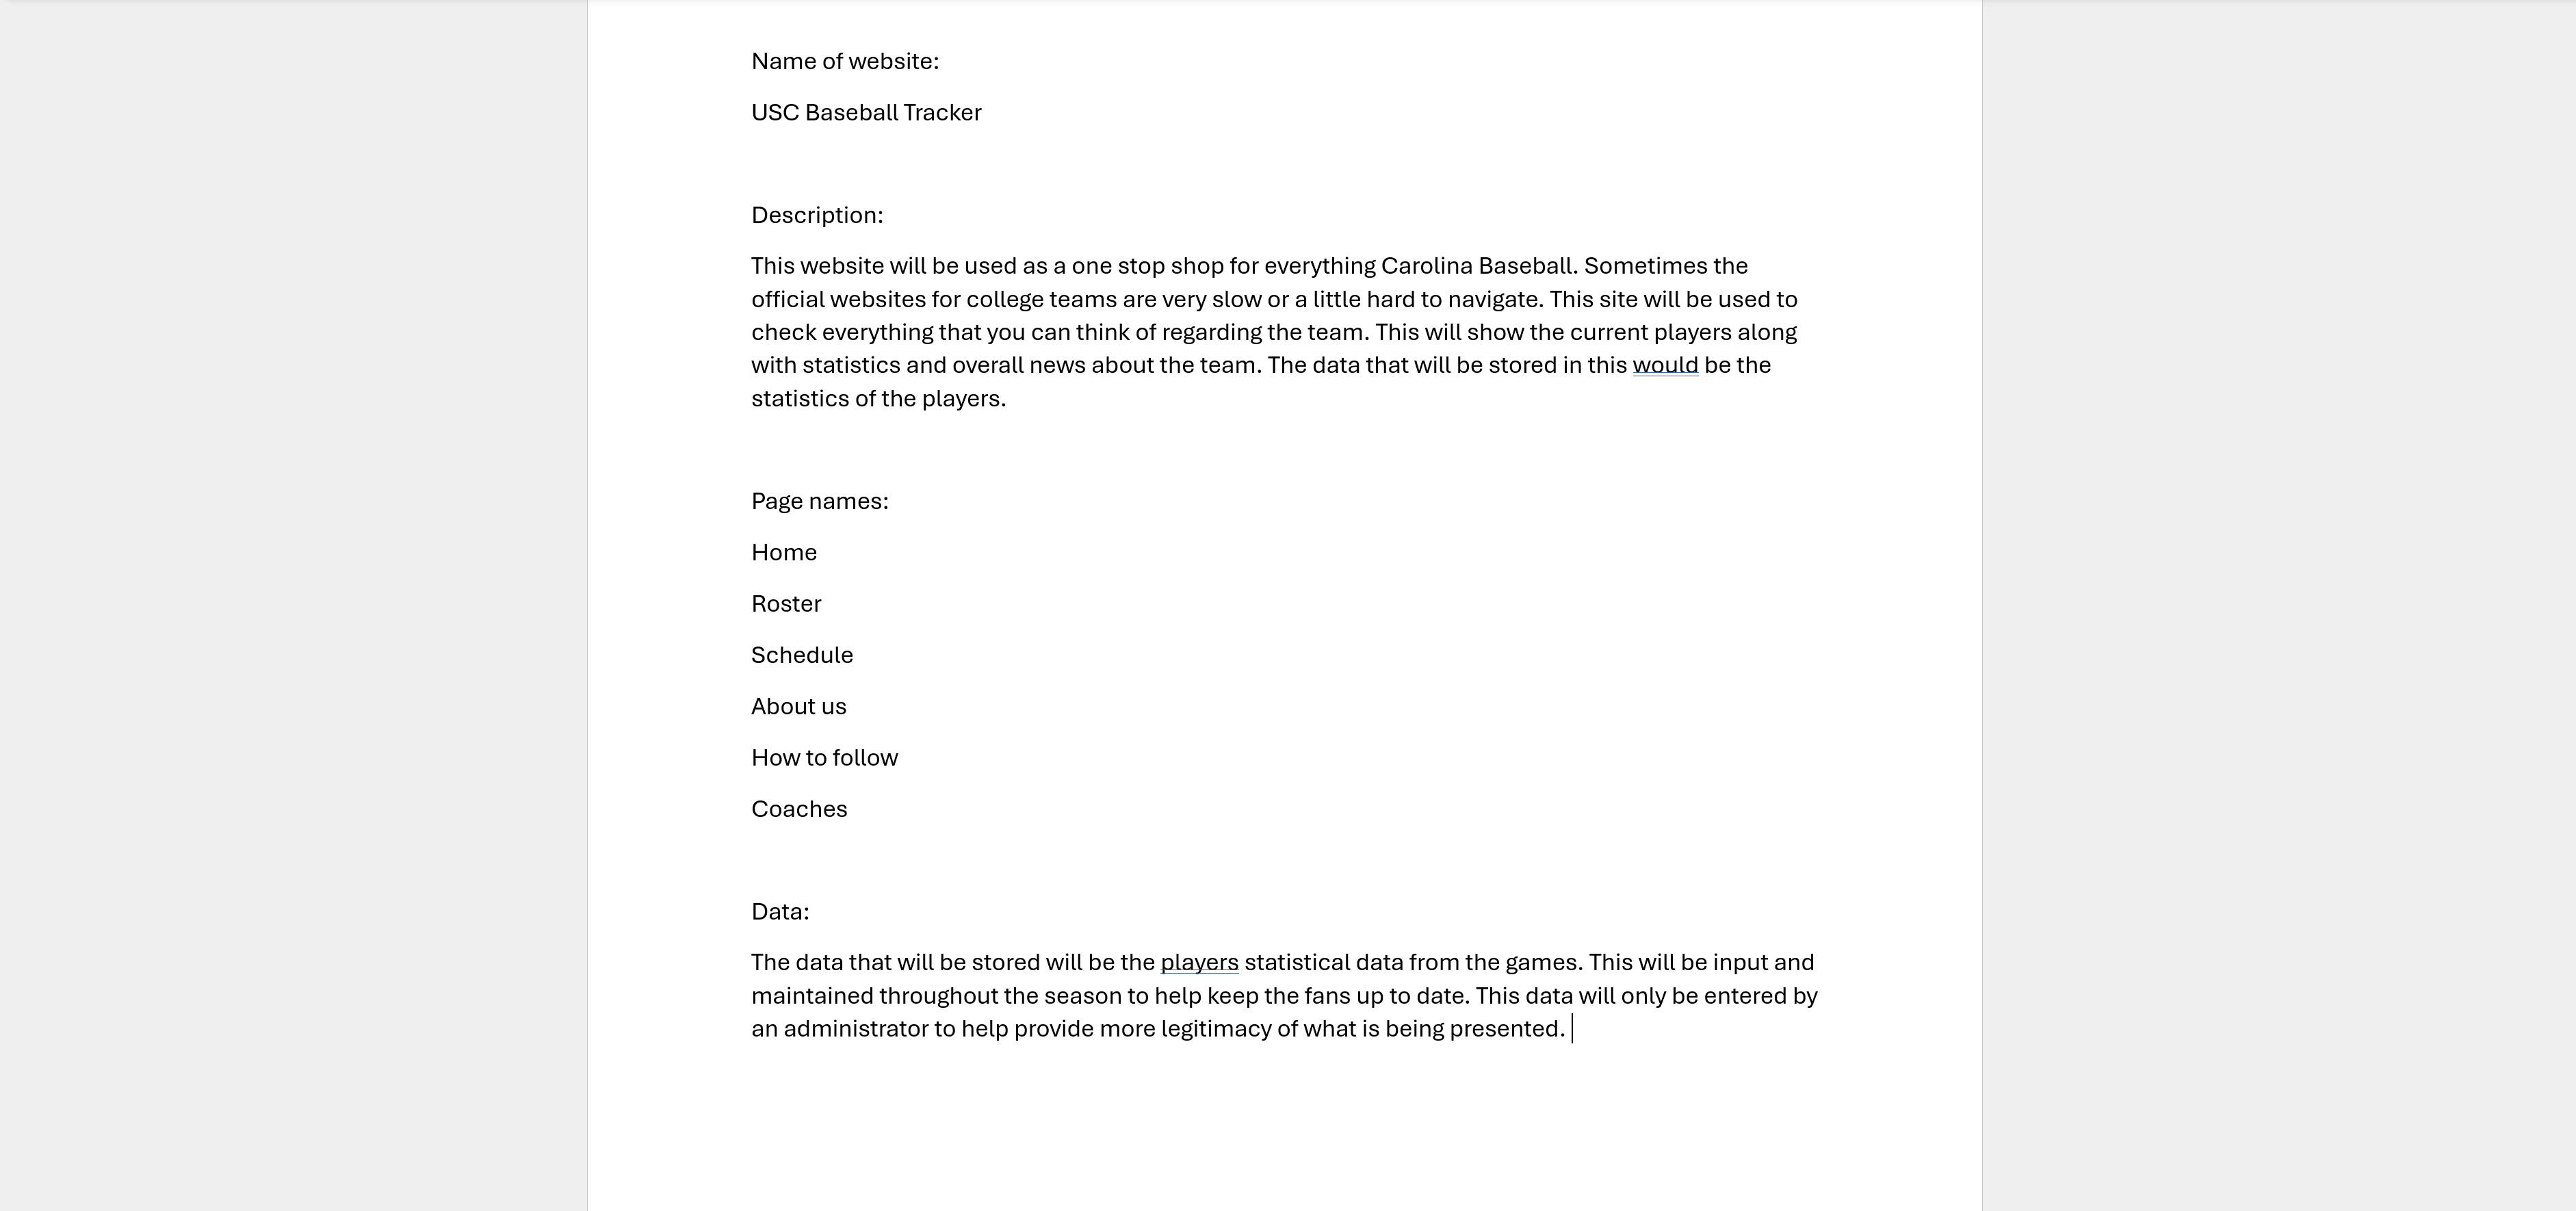 Name of website:
USC Baseball Tracker
Description:
This website will be used as a one stop shop for everything Carolina Baseball. Sometimes the
official websites for college teams are very slow or a little hard to navigate. This site will be used to
check everything that you can think of regarding the team. This will show the current players along
with statistics and overall news about the team. The data that will be stored in this would be the
statistics of the players.
Page names:
Home
Roster
Schedule
About us
How to follow
Coaches
Data:
The data that will be stored will be the players statistical data from the games. This will be input and
maintained throughout the season to help keep the fans up to date. This data will only be entered by
an administrator to help provide more legitimacy of what is being presented.